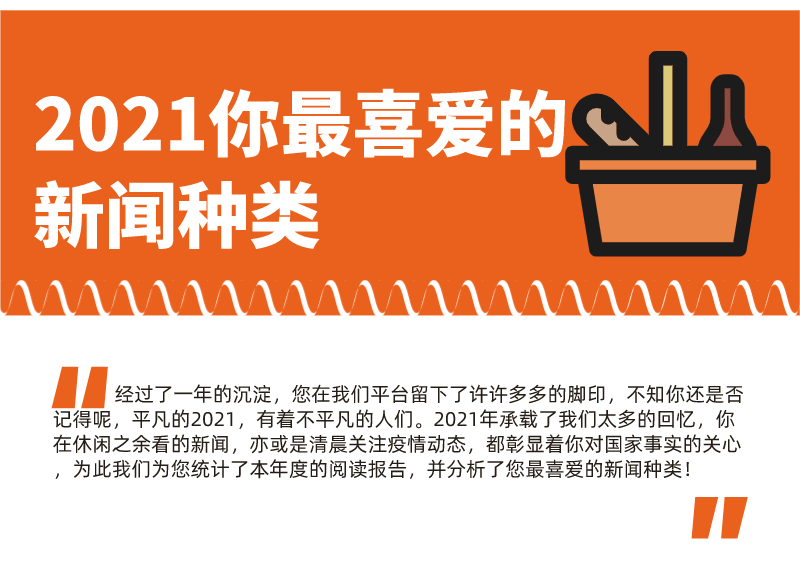 2021你最喜爱的
新闻种类
经过了一年的沉淀，您在我们平台留下了许许多多的脚印，不知你还是否
记得呢，平凡的2021，有着不平凡的人们。2021年承载了我们太多的回忆，你
在休闲之余看的新闻，亦或是清晨关注疫情动态，都彰显着你对国家事实的关心
，为此我们为您统计了本年度的阅读报告，并分析了您最喜爱的新闻种类！